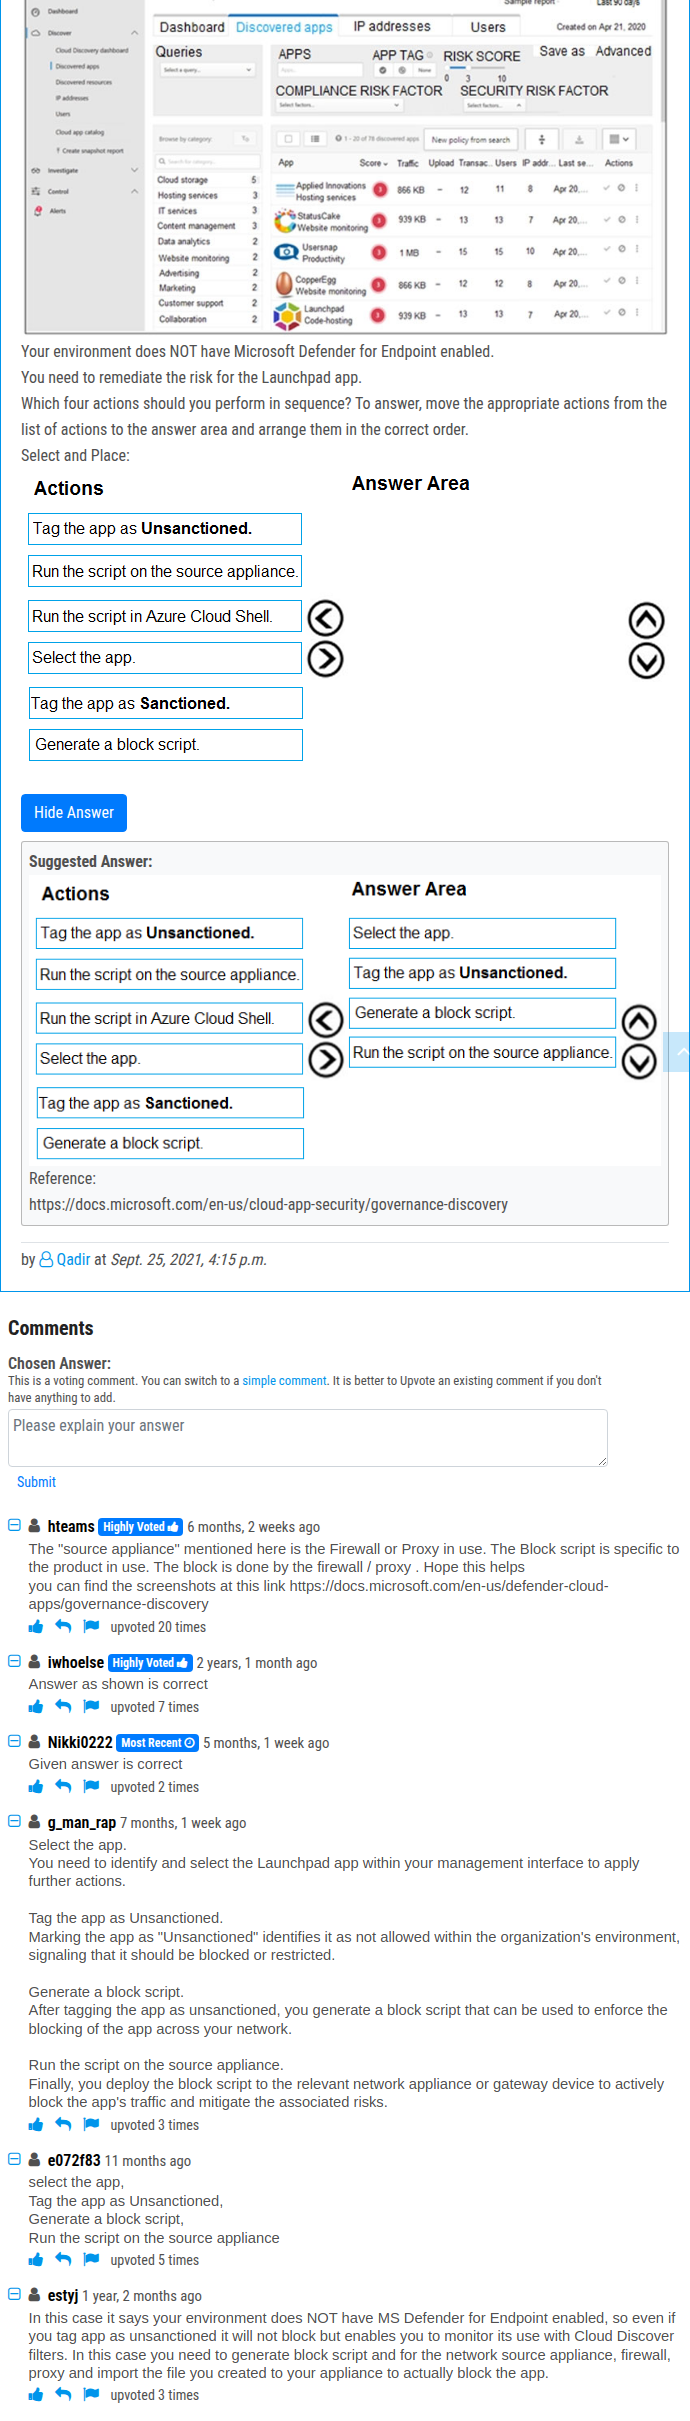 Sample report
Last 90 days
Dashboard
Discover
Cloud Discovery dashboard
Discovered apps
Discovered resources
IP addresses
Users
Cloud app catalog
Create snapshot report
Investigate
Control
Alerts
Dashboard Discovered apps IP addresses Users Created on Apr 21, 2020
Queries
Select a query...
APPS APP TAG RISK SCORE Save as Advanced
None
0 3 10
COMPLIANCE RISK FACTOR SECURITY RISK FACTOR
Select factors... Select factors...
Browse by category:
Search for category...
Cloud storage 5
Hosting services 3
IT services 3
Content management 3
Data analytics 2
Website monitoring 2
Advertising 2
Marketing 2
Customer support 2
Collaboration 2
1 - 20 of 78 discovered apps New policy from search
App Score Traffic Upload Transac... Users IP addr... Last se... Actions
Applied Innovations
Hosting services 3 866 KB - 12 11 8 Apr 20,...
StatusCake
Website monitoring 3 939 KB - 13 13 7 Apr 20,...
Usersnap
Productivity 3 1 MB - 15 15 10 Apr 20,...
CopperEgg
Website monitoring 3 866 KB - 12 12 8 Apr 20,...
Launchpad
Code-hosting 3 939 KB - 13 13 7 Apr 20,...
Your environment does NOT have Microsoft Defender for Endpoint enabled.
You need to remediate the risk for the Launchpad app.
Which four actions should you perform in sequence? To answer, move the appropriate actions from the
list of actions to the answer area and arrange them in the correct order.
Select and Place:
Actions
Answer Area
Tag the app as Unsanctioned.
Run the script on the source appliance.
Run the script in Azure Cloud Shell.
Select the app.
Tag the app as Sanctioned.
Generate a block script.
Hide Answer
Suggested Answer:
Actions
Tag the app as Unsanctioned.
Run the script on the source appliance.
Run the script in Azure Cloud Shell.
Select the app.
Tag the app as Sanctioned.
Generate a block script.
Answer Area
Select the app.
Tag the app as Unsanctioned.
Generate a block script.
Run the script on the source appliance.
Reference:
https://docs.microsoft.com/en-us/cloud-app-security/governance-discovery
by Qadir at Sept. 25, 2021, 4:15 p.m.
Comments
Chosen Answer:
This is a voting comment. You can switch to a simple comment. It is better to Upvote an existing comment if you don't
have anything to add.
Please explain your answer
Submit
hteams Highly Voted 6 months, 2 weeks ago
The "source appliance" mentioned here is the Firewall or Proxy in use. The Block script is specific to
the product in use. The block is done by the firewall / proxy . Hope this helps
you can find the screenshots at this link https://docs.microsoft.com/en-us/defender-cloud-
apps/governance-discovery
upvoted 20 times
iwhoelse Highly Voted 2 years, 1 month ago
Answer as shown is correct
upvoted 7 times
Nikki0222 Most Recent 5 months, 1 week ago
Given answer is correct
upvoted 2 times
g_man_rap 7 months, 1 week ago
Select the app.
You need to identify and select the Launchpad app within your management interface to apply
further actions.
Tag the app as Unsanctioned.
Marking the app as "Unsanctioned" identifies it as not allowed within the organization's environment,
signaling that it should be blocked or restricted.
Generate a block script.
After tagging the app as unsanctioned, you generate a block script that can be used to enforce the
blocking of the app across your network.
Run the script on the source appliance.
Finally, you deploy the block script to the relevant network appliance or gateway device to actively
block the app's traffic and mitigate the associated risks.
upvoted 3 times
e072f83 11 months ago
select the app,
Tag the app as Unsanctioned,
Generate a block script,
Run the script on the source appliance
upvoted 5 times
estyj 1 year, 2 months ago
In this case it says your environment does NOT have MS Defender for Endpoint enabled, so even if
you tag app as unsanctioned it will not block but enables you to monitor its use with Cloud Discover
filters. In this case you need to generate block script and for the network source appliance, firewall,
proxy and import the file you created to your appliance to actually block the app.
upvoted 3 times